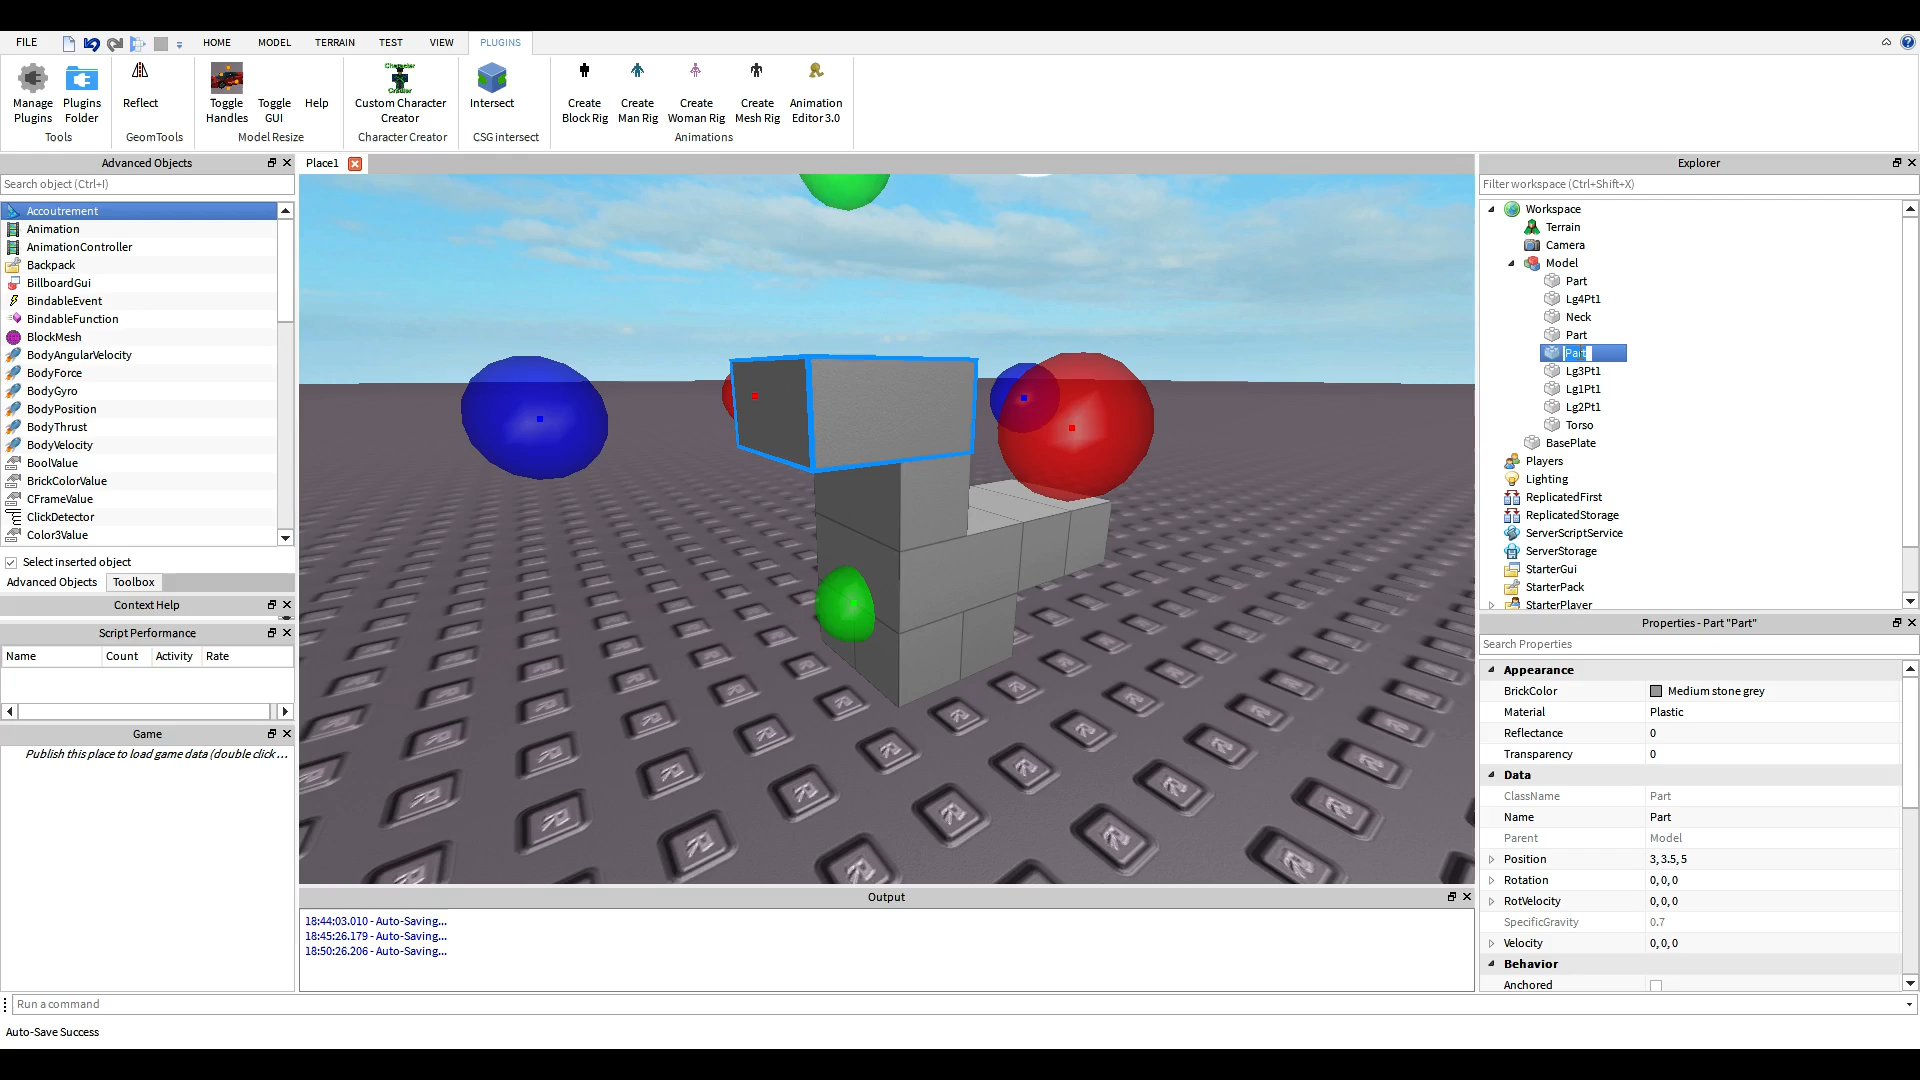 FILE
HOME
MODEL
TERRAIN
TEST
VIEW
PLUGINS
Manage Plugins
Plugins Folder
Tools
Reflect
GeomTools
Toggle Handles
Toggle GUI
Help
Model Resize
Character Creator
Custom Character Creator
Character Creator
Intersect
CSG intersect
Create Block Rig
Create Man Rig
Create Woman Rig
Create Mesh Rig
Animation Editor 3.0
Animations
Advanced Objects
Search object (Ctrl+I)
Accoutrement
Animation
AnimationController
Backpack
BillboardGui
BindableEvent
BindableFunction
BlockMesh
BodyAngularVelocity
BodyForce
BodyGyro
BodyPosition
BodyThrust
BodyVelocity
BoolValue
BrickColorValue
CFrameValue
ClickDetector
Color3Value
Select inserted object
Advanced Objects
Toolbox
Context Help
Script Performance
Name Count Activity Rate
Game
Publish this place to load game data (double click ...
Place1
Output
18:44:03.010 - Auto-Saving...
18:45:26.179 - Auto-Saving...
18:50:26.206 - Auto-Saving...
Explorer
Filter workspace (Ctrl+Shift+X)
Workspace
Terrain
Camera
Model
Part
Lg4Pt1
Neck
Part
Part
Lg3Pt1
Lg1Pt1
Lg2Pt1
Torso
BasePlate
Players
Lighting
ReplicatedFirst
ReplicatedStorage
ServerScriptService
ServerStorage
StarterGui
StarterPack
StarterPlayer
Properties - Part "Part"
Search Properties
Appearance
BrickColor Medium stone grey
Material Plastic
Reflectance 0
Transparency 0
Data
ClassName Part
Name Part
Parent Model
Position 3, 3.5, 5
Rotation 0, 0, 0
RotVelocity 0, 0, 0
SpecificGravity 0.7
Velocity 0, 0, 0
Behavior
Anchored
Run a command
Auto-Save Success